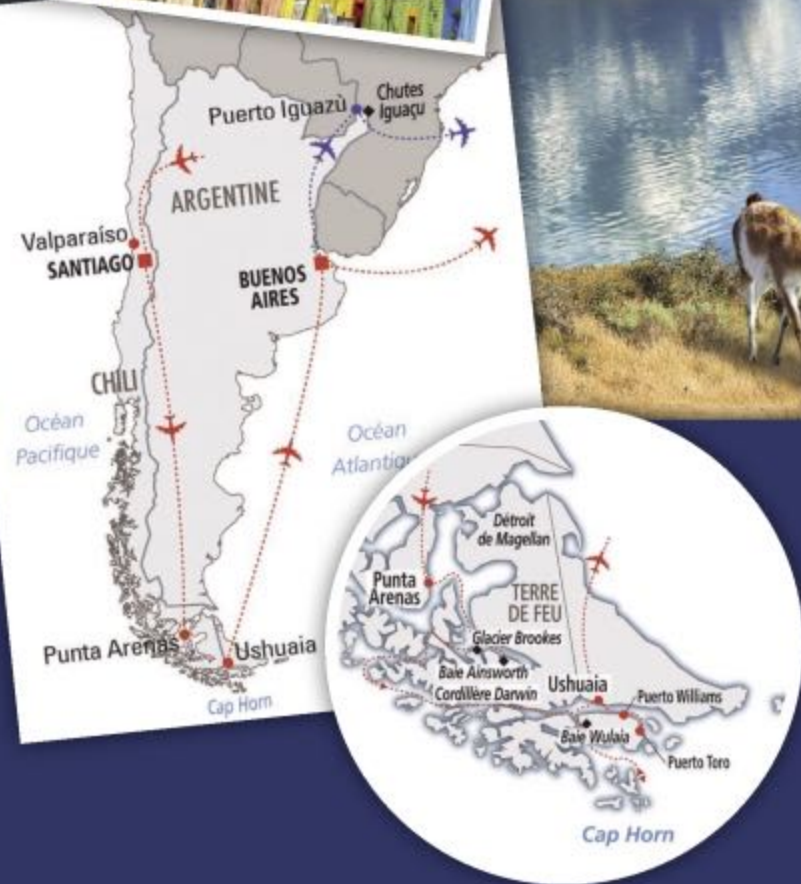 Puerto Iguazù
Chutes
Iguaçu
ARGENTINE
Valparaíso
SANTIAGO
BUENOS
AIRES
CHILI
Océan
Pacifique
Océan
Atlantiqu
Punta Arenas
Ushuaia
Cap Horn
Détroit
de Magellan
Punta
Arenas
TERRE
DE FEU
Glacier Brookes
Baie Ainsworth
Cordillère Darwin
Ushuaia
Puerto Williams
Baie Wulaia
Puerto Toro
Cap Horn